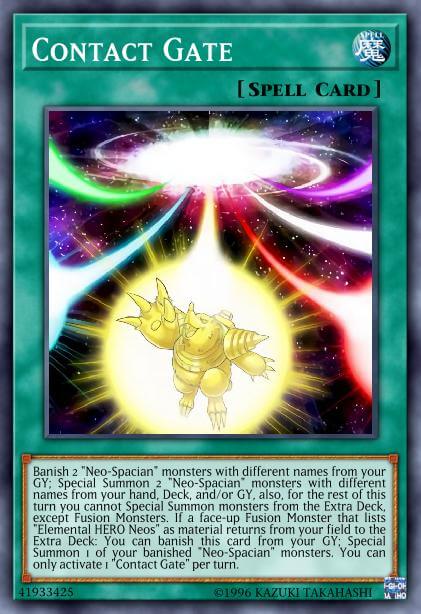 CONTACT GATE
SPELL
魔
[SPELL CARD]
Banish 2 "Neo-Spacian" monsters with different names from your
GY; Special Summon 2 "Neo-Spacian" monsters with different
names from your hand, Deck, and/or GY, also, for the rest of this
turn you cannot Special Summon monsters from the Extra Deck,
except Fusion Monsters. If a face-up Fusion Monster that lists
"Elemental HERO Neos" as material returns from your field to the
Extra Deck: You can banish this card from your GY; Special
Summon 1 of your banished "Neo-Spacian" monsters. You can
only activate 1 "Contact Gate" per turn.
41933425 ©1996 KAZUKI TAKAHASHI